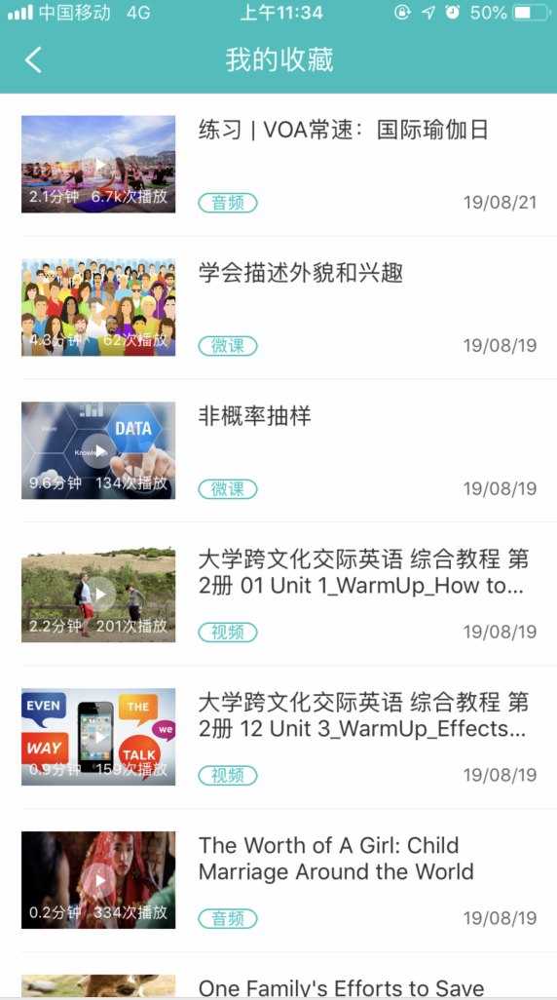 中国移动 4G 上午11:34 50%
我的收藏
练习 | VOA常速：国际瑜伽日
2.1分钟 6.7k次播放
音频 19/08/21
学会描述外貌和兴趣
4.3分钟 62次播放
微课 19/08/19
非概率抽样
Value
DATA
Knowle
9.6分钟 134次播放
微课 19/08/19
大学跨文化交际英语 综合教程 第
2册 01 Unit 1_WarmUp_How to...
2.2分钟 201次播放
视频 19/08/19
大学跨文化交际英语 综合教程 第
2册 12 Unit 3_WarmUp_Effects...
EVEN
THE
we
WAY
TALK
0.9分钟 159次播放
视频 19/08/19
The Worth of A Girl: Child
Marriage Around the World
0.2分钟 334次播放
音频 19/08/19
One Family's Efforts to Save